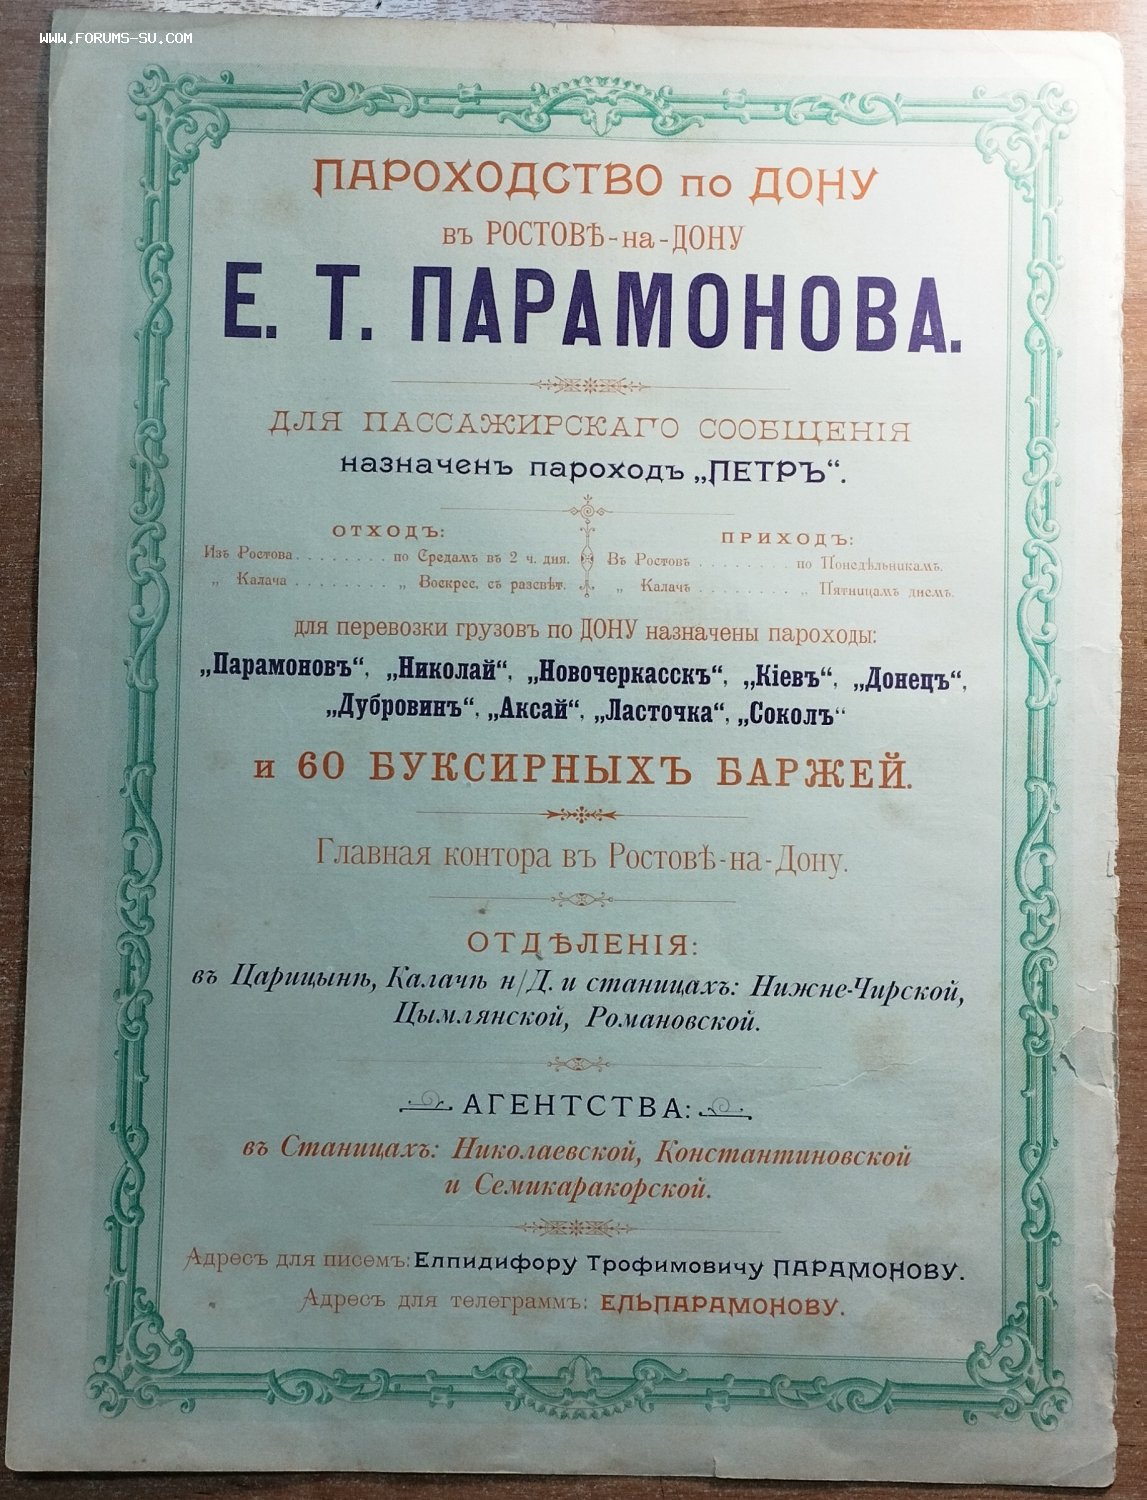 WWW.FORUMS-SU.COM
ПАРОХОДСТВО по ДОНУ
въ РОСТОВѢ-на-ДОНУ
Е. Т. ПАРАМОНОВА.
ДЛЯ ПАССАЖИРСКАГО СООБЩЕНІЯ
назначенъ пароходъ „ПЕТРЪ“.
ОТХОДЪ:
Изъ Ростова . . . . . . . . по Средамъ въ 2 ч. дня.
„ Калача . . . . . . . . . „ Воскрес. съ разсвѣт.
ПРИХОДЪ:
Въ Ростовъ . . . . . . . . по Понедѣльникамъ.
„ Калачъ . . . . . . . . . „ Пятницамъ днемъ.
для перевозки грузовъ по ДОНУ назначены пароходы:
„Парамоновъ“, „Николай“, „Новочеркасскъ“, „Кіевъ“, „Донецъ“,
„Дубровинъ“, „Аксай“, „Ласточка“, „Соколъ“
и 60 БУКСИРНЫХЪ БАРЖЕЙ.
Главная контора въ Ростовѣ-на-Дону.
ОТДѢЛЕНІЯ:
въ Царицынѣ, Калачѣ н/Д. и станицахъ: Нижне-Чирской,
Цымлянской, Романовской.
АГЕНТСТВА:
въ Станицахъ: Николаевской, Константиновской
и Семикаракорской.
Адресъ для писемъ: Елпидифору Трофимовичу ПАРАМОНОВУ.
Адресъ для телеграммъ: ЕЛЬПАРАМОНОВУ.